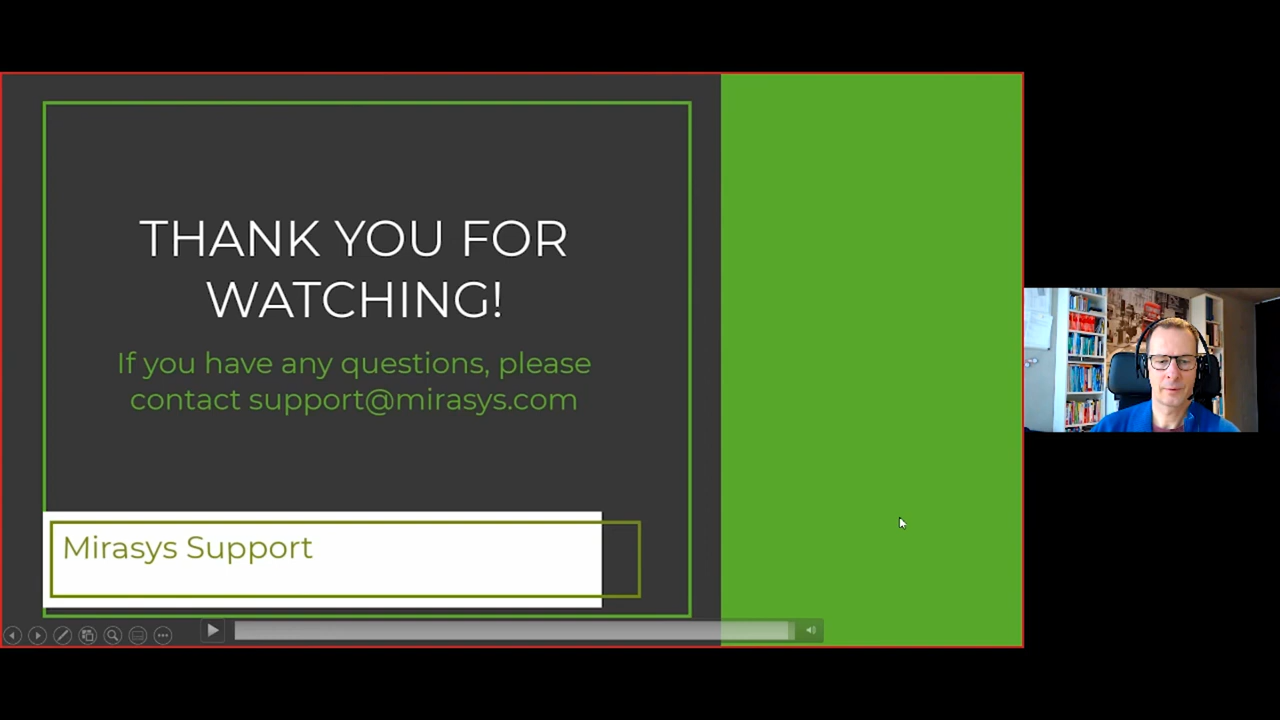 THANK YOU FOR
WATCHING!
If you have any questions, please
contact support@mirasys.com
Mirasys Support